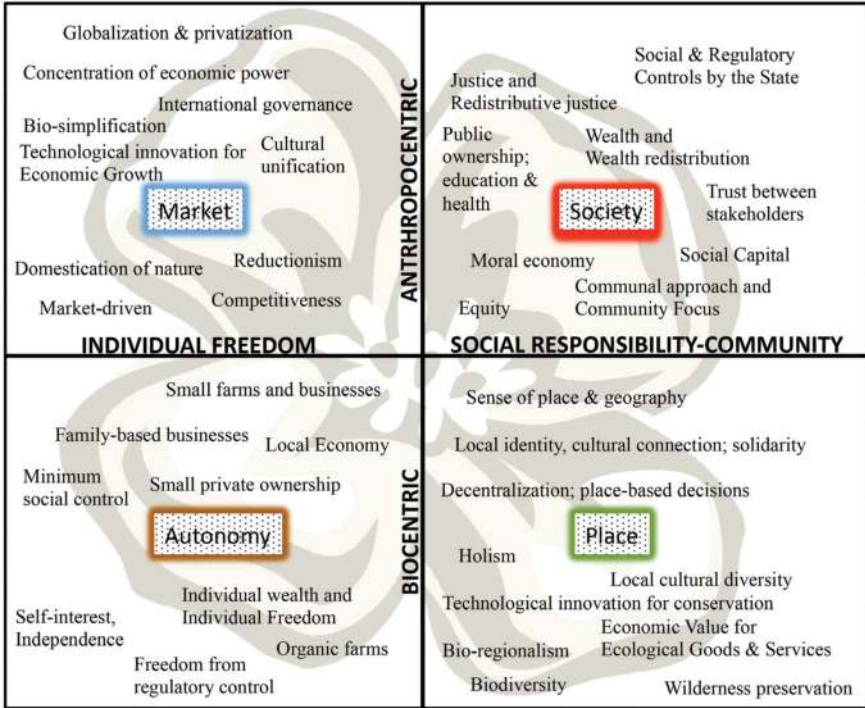 Globalization & privatization
Concentration of economic power
International governance
Bio-simplification
Technological innovation for
Economic Growth
Cultural
unification
Market
Domestication of nature
Reductionism
Market-driven
Competitiveness
INDIVIDUAL FREEDOM
ANTRHROPOCENTRIC
Social & Regulatory
Controls by the State
Justice and
Redistributive justice
Public
ownership;
education &
health
Wealth and
Wealth redistribution
Society
Trust between
stakeholders
Moral economy
Social Capital
Equity
Communal approach and
Community Focus
SOCIAL RESPONSIBILITY-COMMUNITY
Small farms and businesses
Family-based businesses
Local Economy
Minimum
social control
Small private ownership
Autonomy
Self-interest,
Independence
Individual wealth and
Individual Freedom
Organic farms
Freedom from
regulatory control
BIOCENTRIC
Sense of place & geography
Local identity, cultural connection; solidarity
Decentralization; place-based decisions
Place
Holism
Local cultural diversity
Technological innovation for conservation
Economic Value for
Ecological Goods & Services
Bio-regionalism
Biodiversity
Wilderness preservation